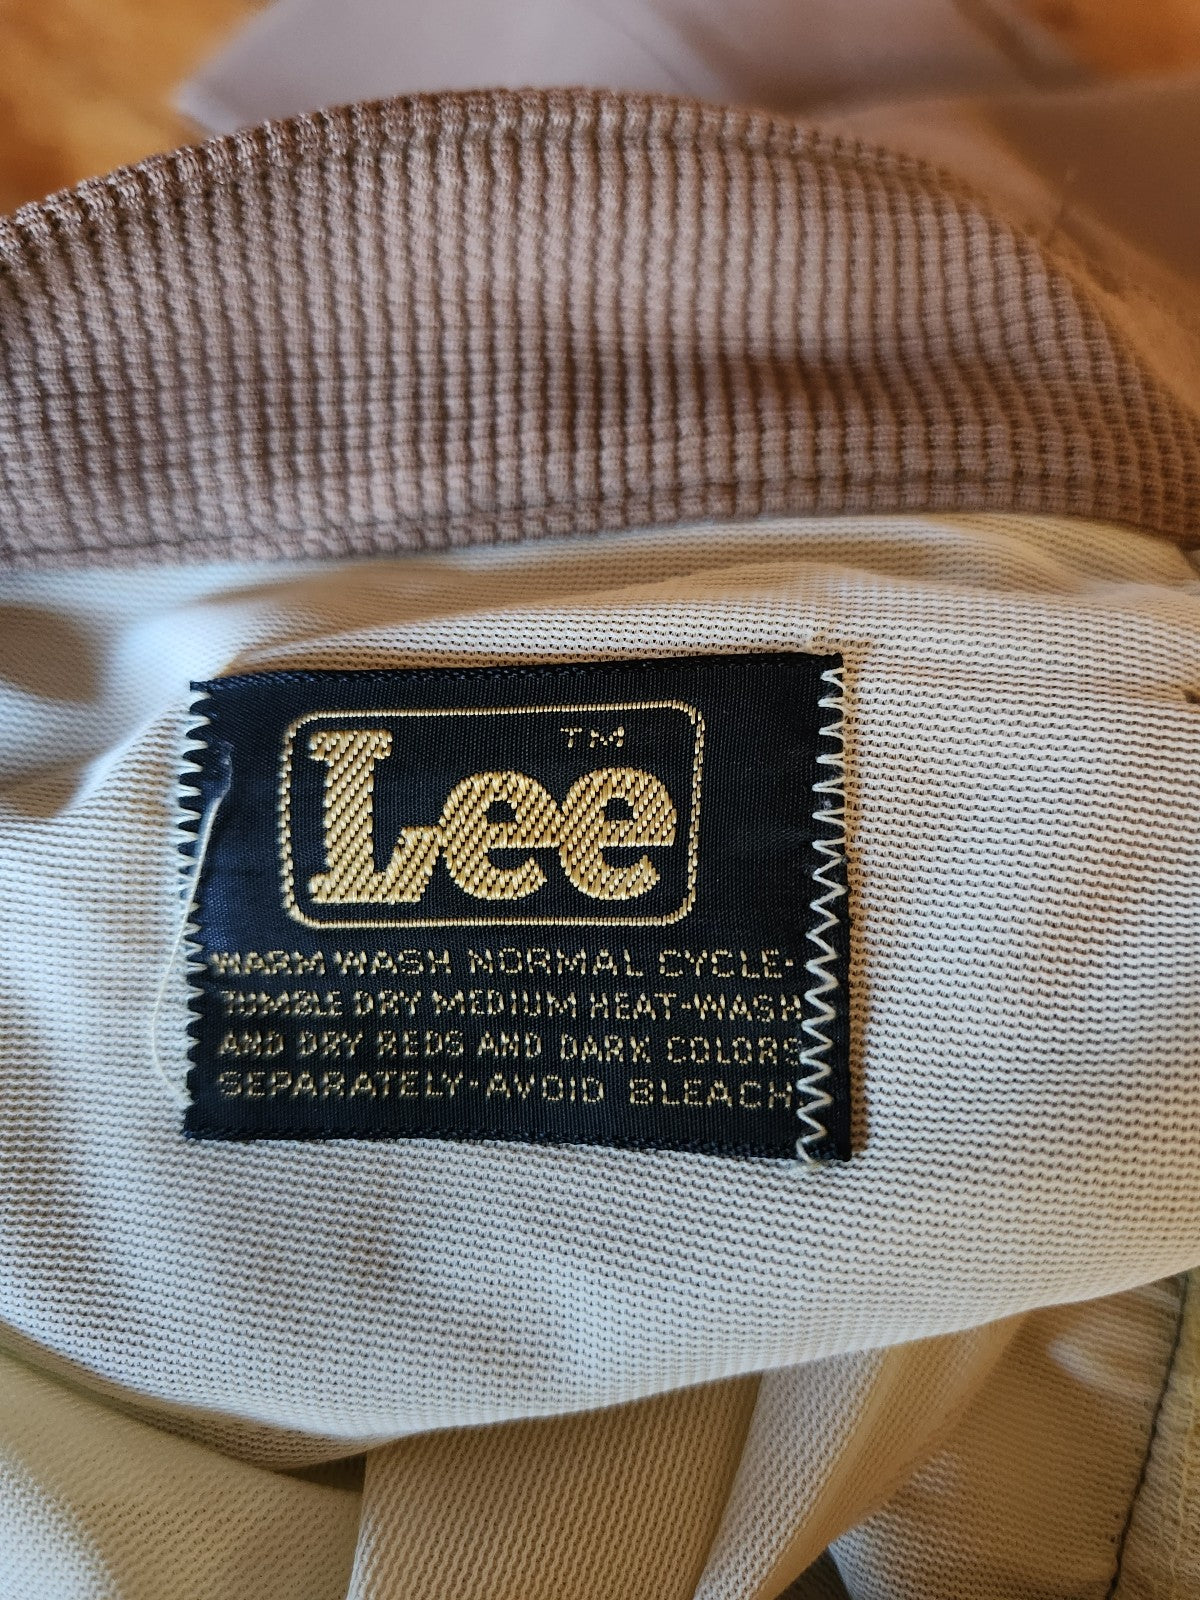 Lee ™
WARM WASH NORMAL CYCLE-
TUMBLE DRY MEDIUM HEAT-WASH
AND DRY REDS AND DARK COLORS
SEPARATELY-AVOID BLEACH